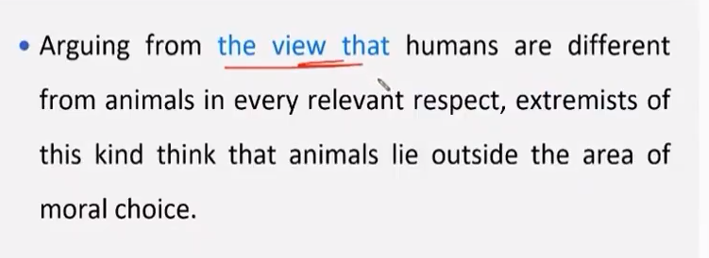 • Arguing from the view that humans are different
from animals in every relevant respect, extremists of
this kind think that animals lie outside the area of
moral choice.